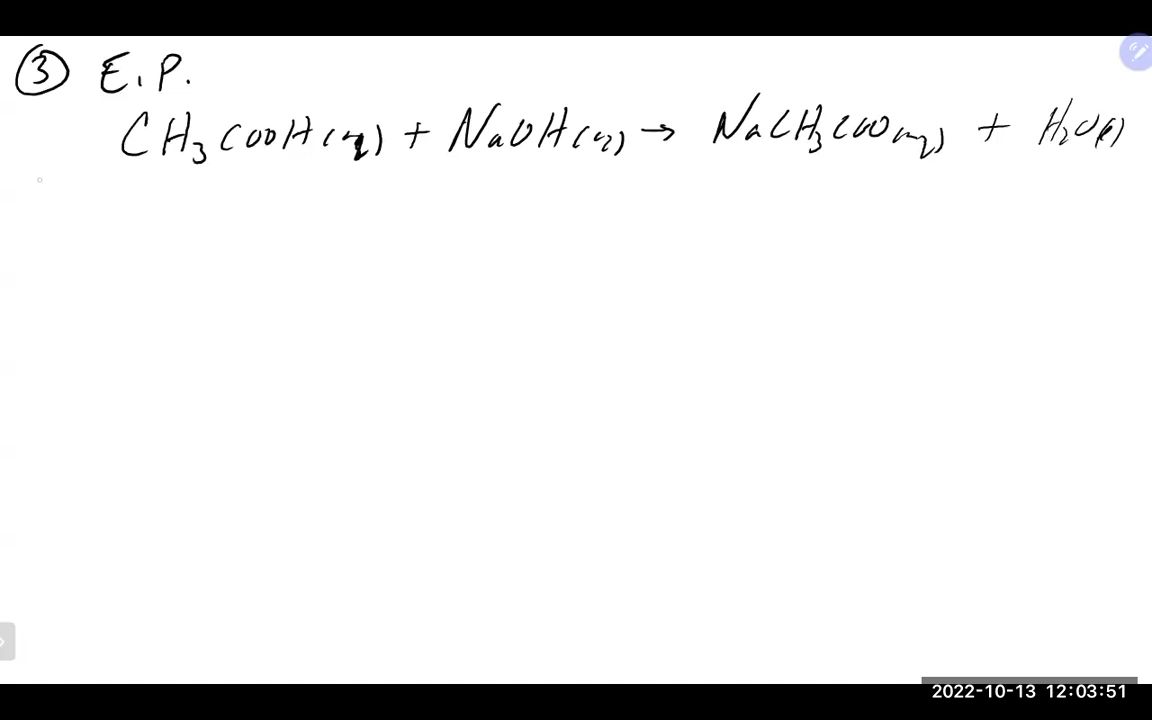 ③ E.P.
CH₃COOH(aq) + NaOH(aq) → NaCH₃COO(aq) + H₂O(l)
2022-10-13 12:03:51